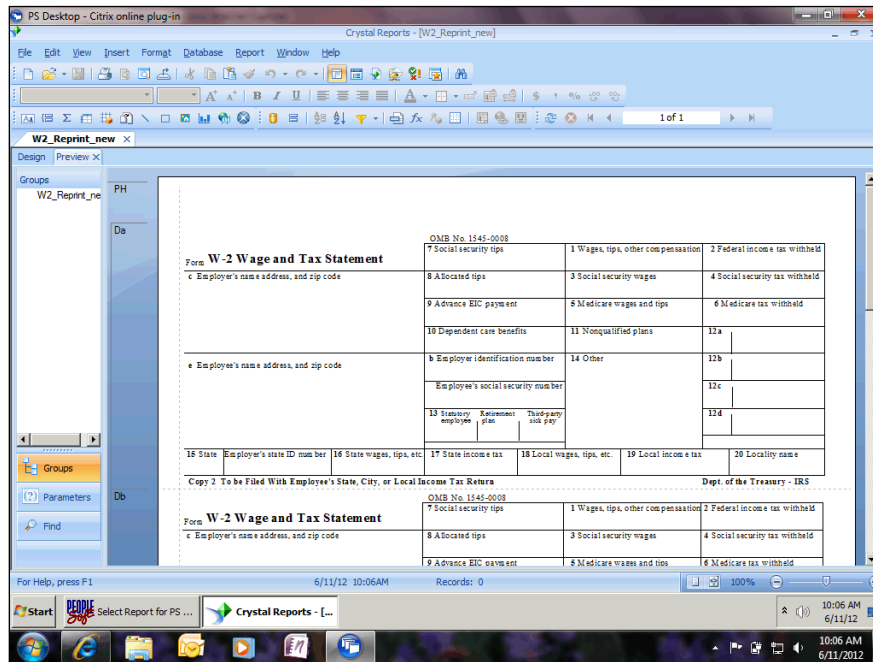 PS Desktop - Citrix online plug-in
Crystal Reports - [W2_Reprint_new]
File Edit View Insert Format Database Report Window Help
1 of 1
W2_Reprint_new ×
Design Preview ×
Groups
W2_Reprint_ne
PH
Da
OMB No. 1545-0008
Form W-2 Wage and Tax Statement
7 Social security tips
1 Wages, tips, other compensaation
2 Federal income tax withheld
c Employer's name address, and zip code
8 Allocated tips
3 Social security wages
4 Social security tax withheld
9 Advance EIC payment
5 Medicare wages and tips
6 Medicare tax withheld
10 Dependent care benefits
11 Nonqualified plans
12a
e Employee's name address, and zip code
b Employer identification number
14 Other
12b
Employee's social security number
12c
13 Statutory employee Retirement plan Third-party sick pay
12d
15 State Employer's state ID number 16 State wages, tips, etc. 17 State income tax 18 Local wages, tips, etc. 19 Local income tax 20 Locality name
Copy 2 To be Filed With Employee's State, City, or Local Income Tax Return Dept. of the Treasury - IRS
Groups
Parameters
Find
Db
OMB No. 1545-0008
Form W-2 Wage and Tax Statement
7 Social security tips
1 Wages, tips, other compensaation
2 Federal income tax withheld
c Employer's name address, and zip code
8 Allocated tips
3 Social security wages
4 Social security tax withheld
9 Advance EIC payment
5 Medicare wages and tips
6 Medicare tax withheld
For Help, press F1 6/11/12 10:06AM Records: 0 100%
Start PEOPLE Soft Select Report for PS ... Crystal Reports - [... 10:06 AM
6/11/12
10:06 AM
6/11/2012